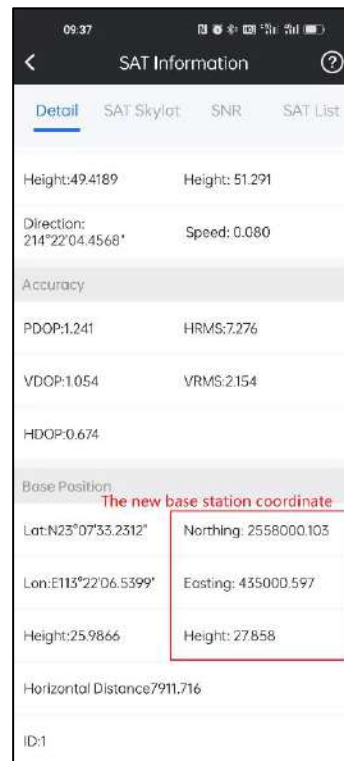 09:37
SAT Information
Detail SAT Skylot SNR SAT List
Height:49.4189 Height: 51.291
Direction:
214°22'04.4568" Speed: 0.080
Accuracy
PDOP:1.241 HRMS:7.276
VDOP:1.054 VRMS:2.154
HDOP:0.674
Base Position
The new base station coordinate
Lat:N23°07'33.2312" Northing: 2558000.103
Lon:E113°22'06.5399" Easting: 435000.597
Height:25.9866 Height: 27.858
Horizontal Distance7911.716
ID:1